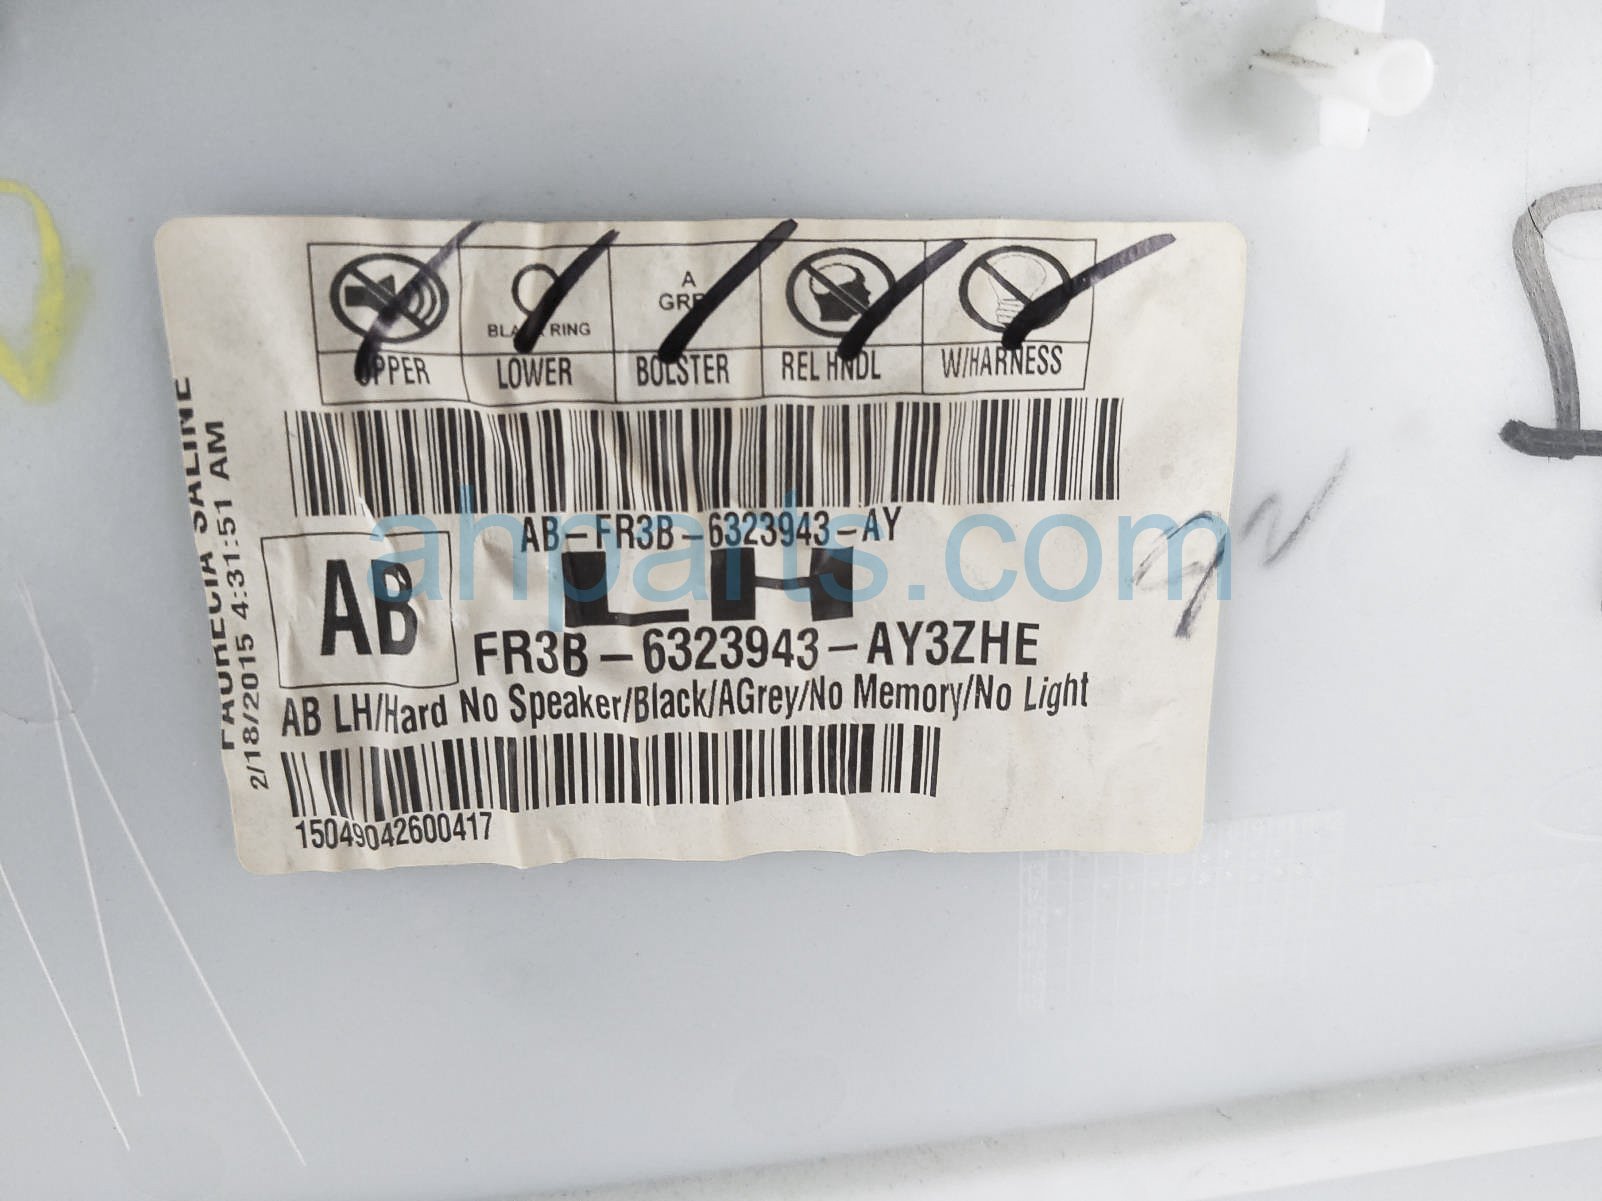 A
GRE
BLACK RING
UPPER LOWER BOLSTER REL HNDL W/HARNESS
AB-FR3B-6323943-AY
AB
LH
FR3B-6323943-AY3ZHE
AB LH/Hard No Speaker/Black/AGrey/No Memory/No Light
15049042600417
FAURECIA SALINE
2/18/2015 4:31:51 AM
ahparts.com